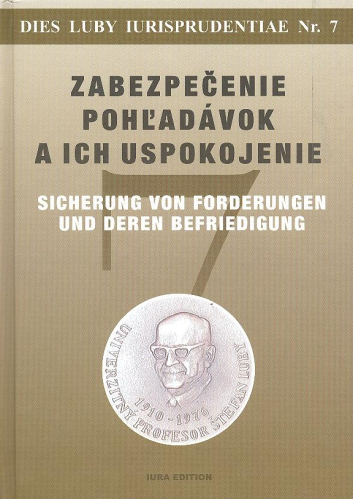 DIES LUBY IURISPRUDENTIAE Nr. 7
ZABEZPEČENIE
POHĽADÁVOK
A ICH USPOKOJENIE
7
SICHERUNG VON FORDERUNGEN
UND DEREN BEFRIEDIGUNG
1910 - 1976
UNIVERZITNÝ PROFESOR ŠTEFAN LUBY
IURA EDITION